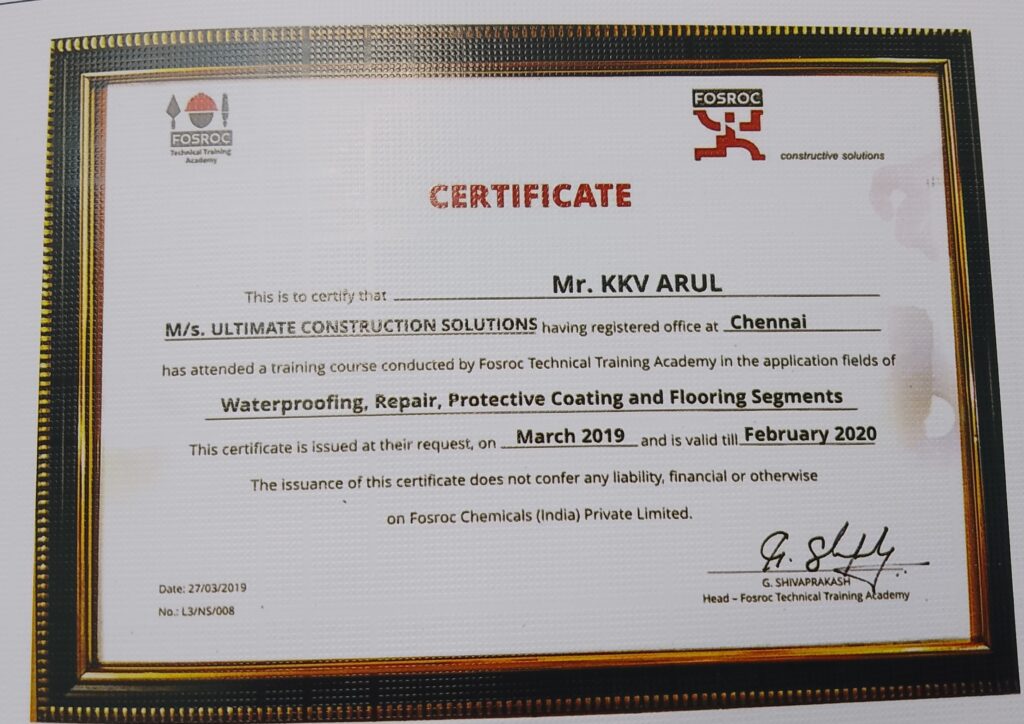 FOSROC
Technical Training
Academy
FOSROC
constructive solutions
CERTIFICATE
This is to certify that Mr. KKV ARUL
M/s. ULTIMATE CONSTRUCTION SOLUTIONS having registered office at Chennai
has attended a training course conducted by Fosroc Technical Training Academy in the application fields of
Waterproofing, Repair, Protective Coating and Flooring Segments
This certificate is issued at their request, on March 2019 and is valid till February 2020
The issuance of this certificate does not confer any liability, financial or otherwise
on Fosroc Chemicals (India) Private Limited.
G. SHIVAPRAKASH
Head – Fosroc Technical Training Academy
Date: 27/03/2019
No.: L3/NS/008